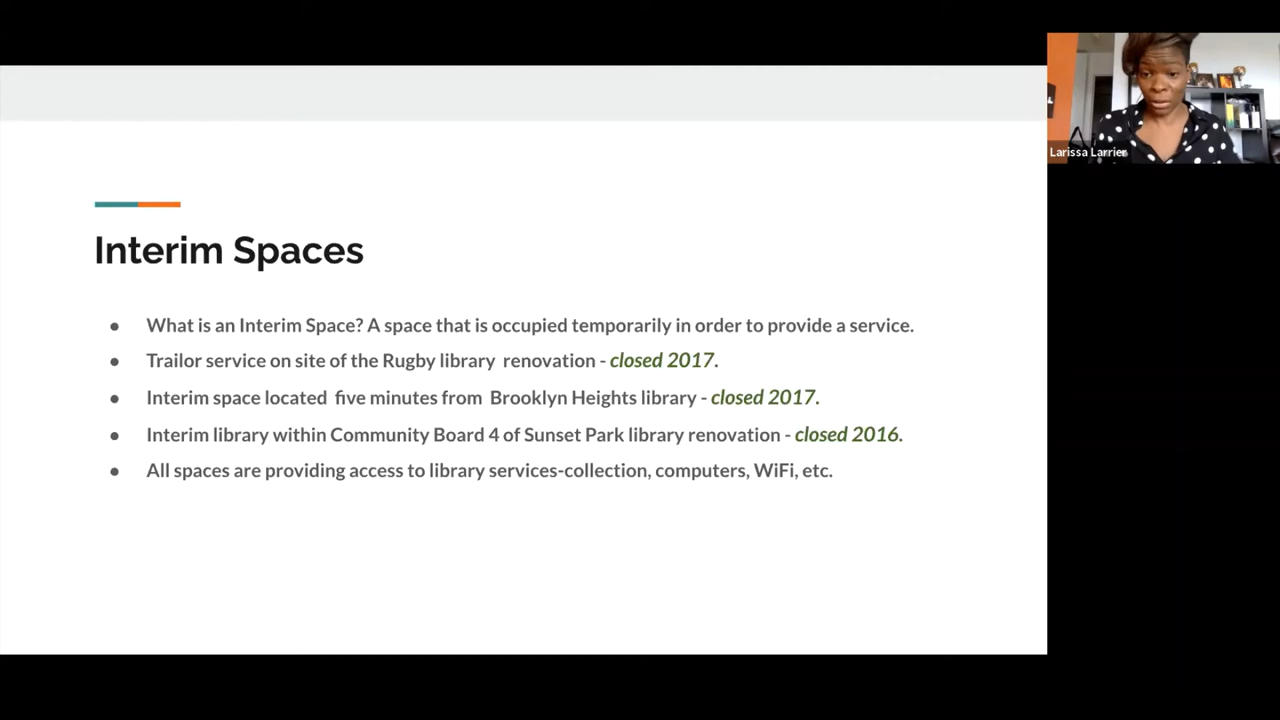 Interim Spaces
● What is an Interim Space? A space that is occupied temporarily in order to provide a service.
● Trailor service on site of the Rugby library renovation - closed 2017.
● Interim space located five minutes from Brooklyn Heights library - closed 2017.
● Interim library within Community Board 4 of Sunset Park library renovation - closed 2016.
● All spaces are providing access to library services-collection, computers, WiFi, etc.
Larissa Larrier